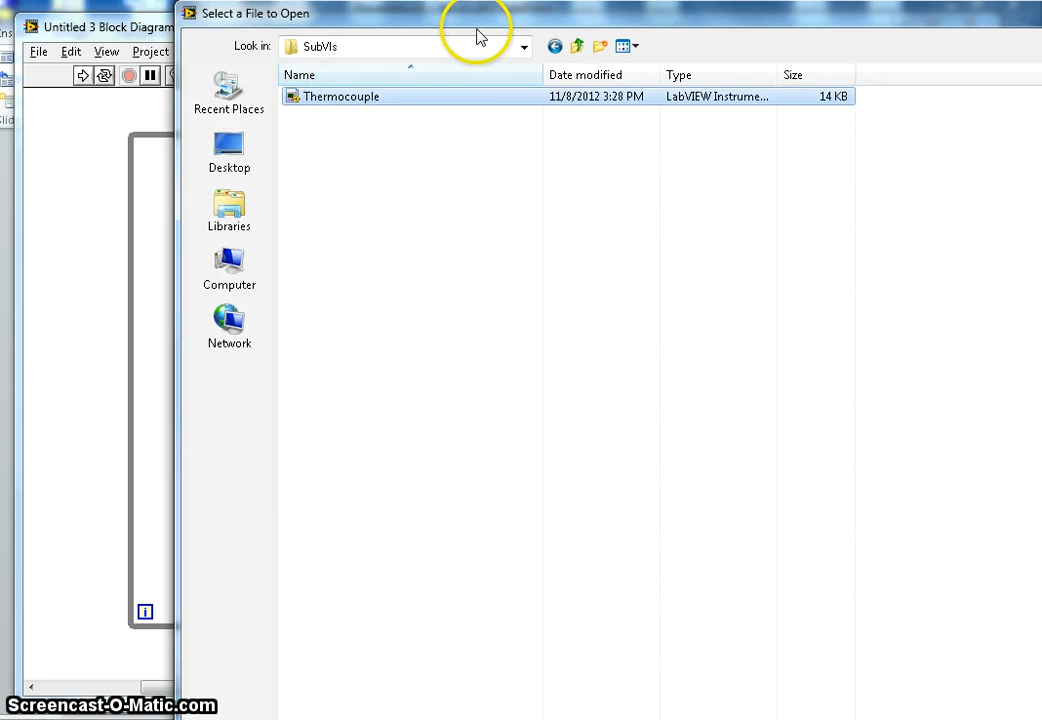 Select a File to Open
Untitled 3 Block Diagram
File Edit View Project
Look in: SubVIs
Name Date modified Type Size
Thermocouple 11/8/2012 3:28 PM LabVIEW Instrume... 14 KB
Recent Places
Desktop
Libraries
Computer
Network
i
Screencast-O-Matic.com